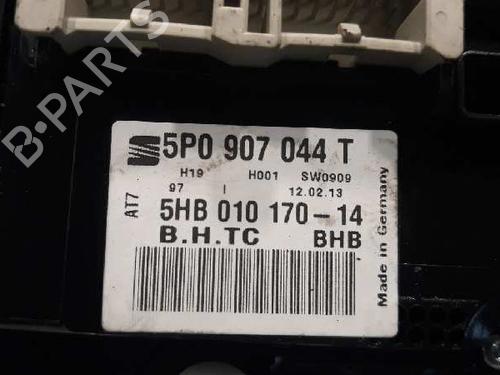 B-PARTS
5P0 907 044 T
H19 H001 SW0909
97 I 12.02.13
AT7
5HB 010 170-14
B.H.TC BHB
Made in Germany